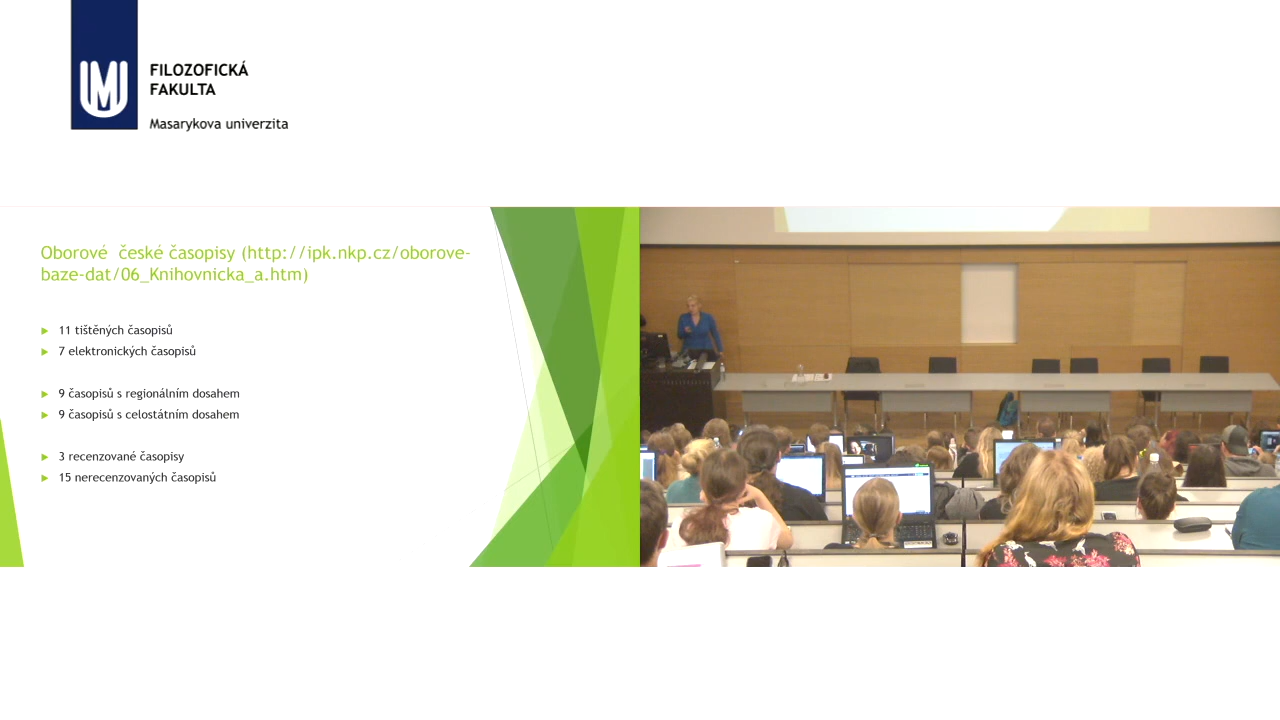 FILOZOFICKÁ
FAKULTA
Masarykova univerzita
Oborové  české časopisy (http://ipk.nkp.cz/oborove-
baze-dat/06_Knihovnicka_a.htm)
11 tištěných časopisů
7 elektronických časopisů
9 časopisů s regionálním dosahem
9 časopisů s celostátním dosahem
3 recenzované časopisy
15 nerecenzovaných časopisů